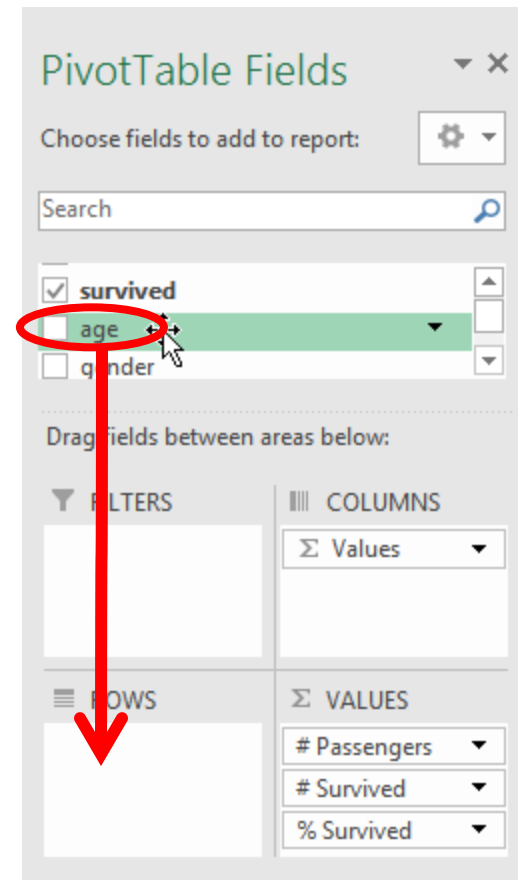 PivotTable Fields
Choose fields to add to report:
Search
survived
age
gender
Drag fields between areas below:
FILTERS
COLUMNS
Σ Values
ROWS
Σ VALUES
# Passengers
# Survived
% Survived